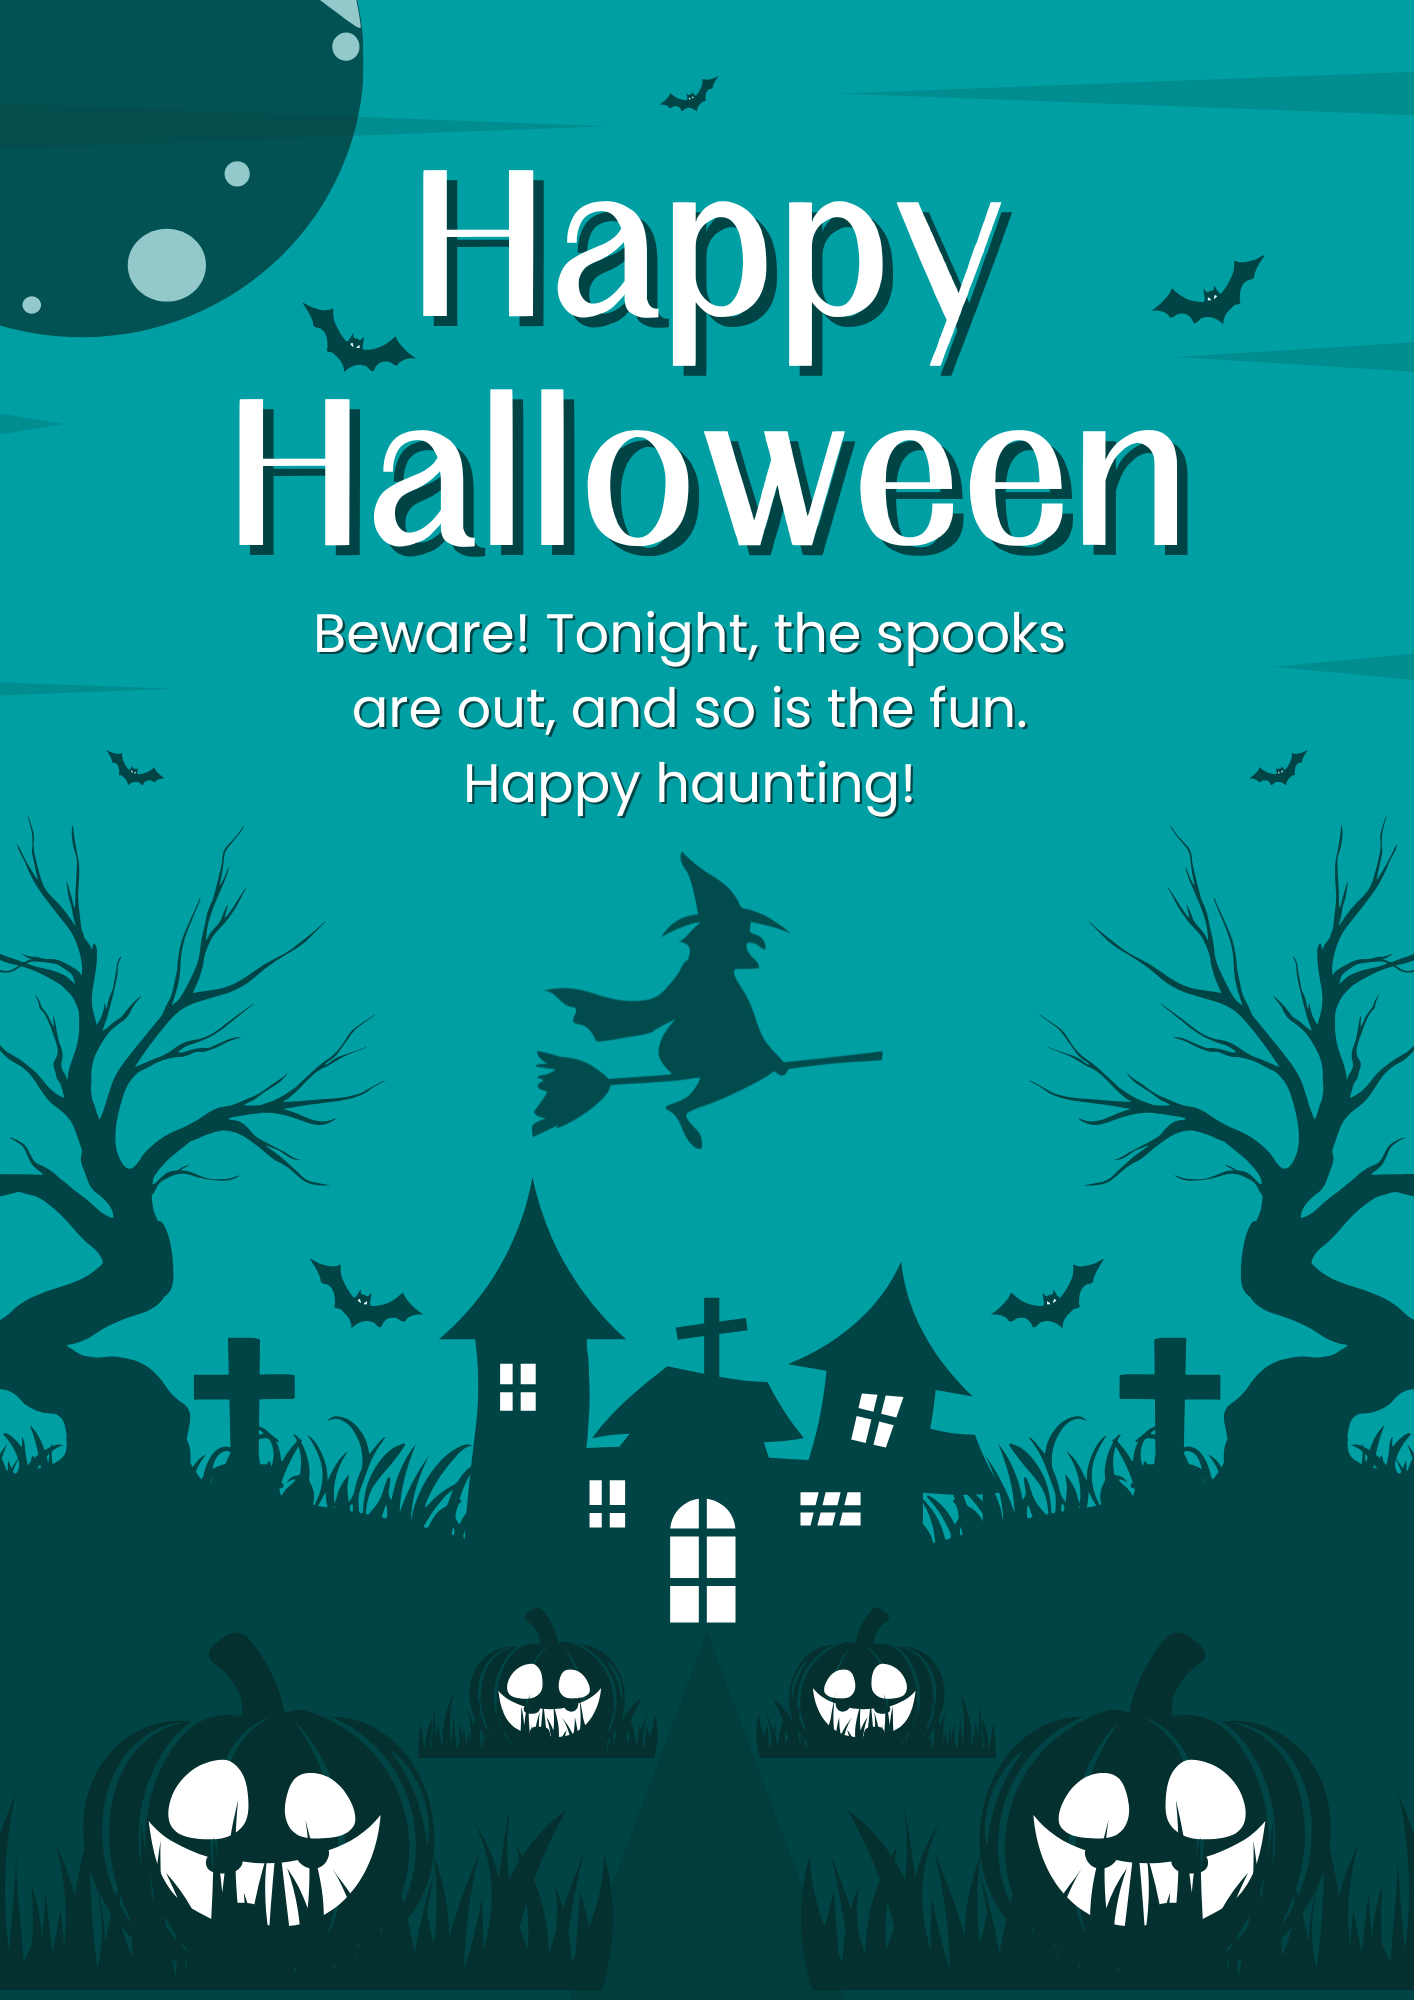 Happy
Halloween
Beware! Tonight, the spooks
are out, and so is the fun.
Happy haunting!